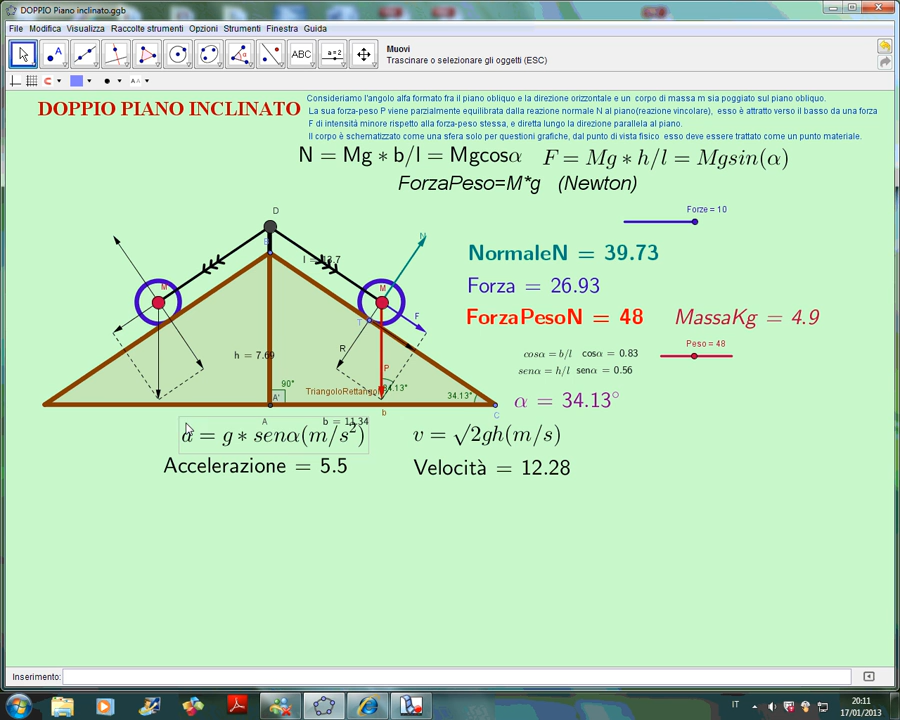 DOPPIO Piano inclinato.ggb
File Modifica Visualizza Raccolte strumenti Opzioni Strumenti Finestra Guida
A ABC a=2
Muovi
Trascinare o selezionare gli oggetti (ESC)
DOPPIO PIANO INCLINATO
Consideriamo l'angolo alfa formato fra il piano obliquo e la direzione orizzontale e un corpo di massa m sia poggiato sul piano obliquo.
La sua forza-peso P viene parzialmente equilibrata dalla reazione normale N al piano(reazione vincolare), esso è attratto verso il basso da una forza
F di intensità minore rispetto alla forza-peso stessa, e diretta lungo la direzione parallela al piano.
Il corpo è schematizzato come una sfera solo per questioni grafiche, dal punto di vista fisico esso deve essere trattato come un punto materiale.
N = Mg * b/l = Mgcosα F = Mg * h/l = Mgsin(α)
ForzaPeso=M*g (Newton)
Forze = 10
D
N
B
NormaleN = 39.73
Forza = 26.93
M
M
F
T
ForzaPesoN = 48 MassaKg = 4.9
Peso = 48
R
h = 7.69
cosα = b/l cosα = 0.83
P
senα = h/l senα = 0.56
90°
TriangoloRettangolo
34.13°
34.13°
α = 34.13°
A'
b
C
A
b = 11.34
a = g * senα(m/s²) v = √2gh(m/s)
Accelerazione = 5.5 Velocità = 12.28
Inserimento:
IT
20:11
17/01/2013